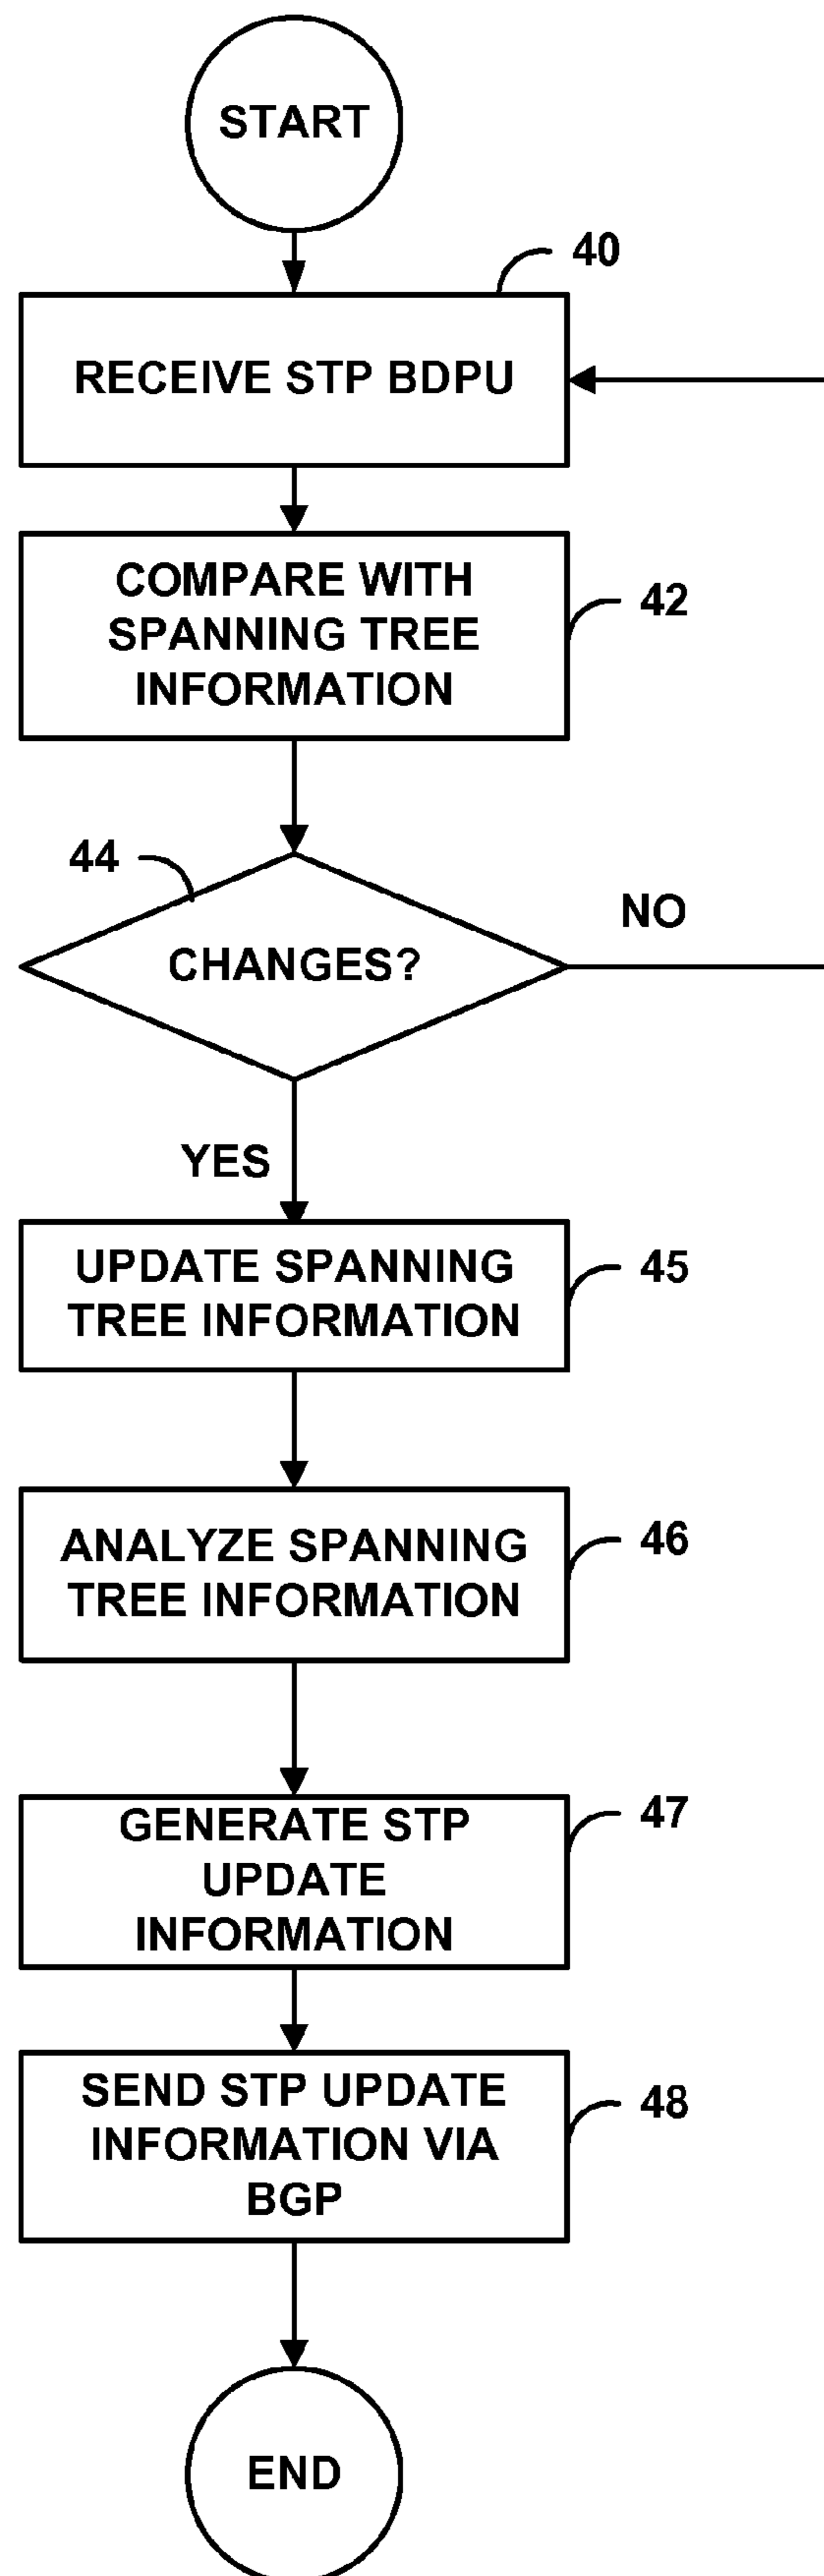 START
40
RECEIVE STP BDPU
COMPARE WITH
SPANNING TREE
INFORMATION
42
44
CHANGES?
NO
YES
UPDATE SPANNING
TREE INFORMATION
45
ANALYZE SPANNING
TREE INFORMATION
46
GENERATE STP
UPDATE
INFORMATION
47
SEND STP UPDATE
INFORMATION VIA
BGP
48
END